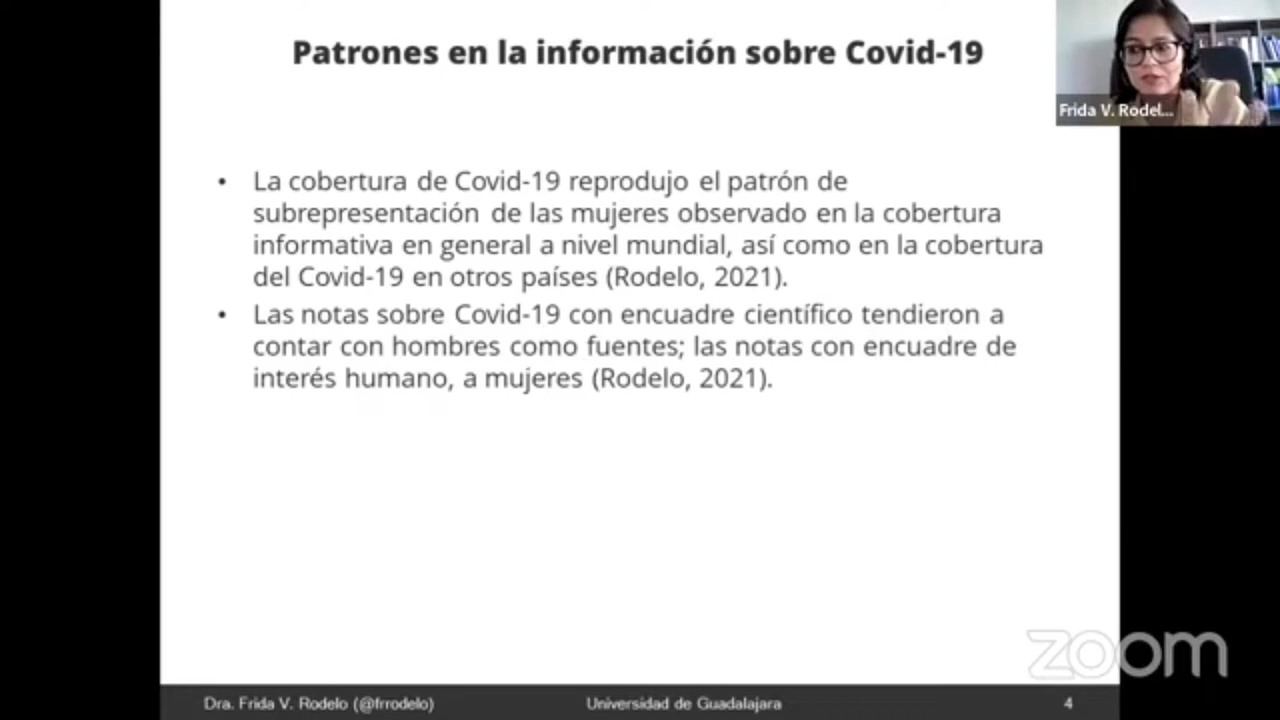 Patrones en la información sobre Covid-19
Frida V. Rodel...
• La cobertura de Covid-19 reprodujo el patrón de
subrepresentación de las mujeres observado en la cobertura
informativa en general a nivel mundial, así como en la cobertura
del Covid-19 en otros países (Rodelo, 2021).
• Las notas sobre Covid-19 con encuadre científico tendieron a
contar con hombres como fuentes; las notas con encuadre de
interés humano, a mujeres (Rodelo, 2021).
zoom
Dra. Frida V. Rodelo (@frrodelo) Universidad de Guadalajara 4